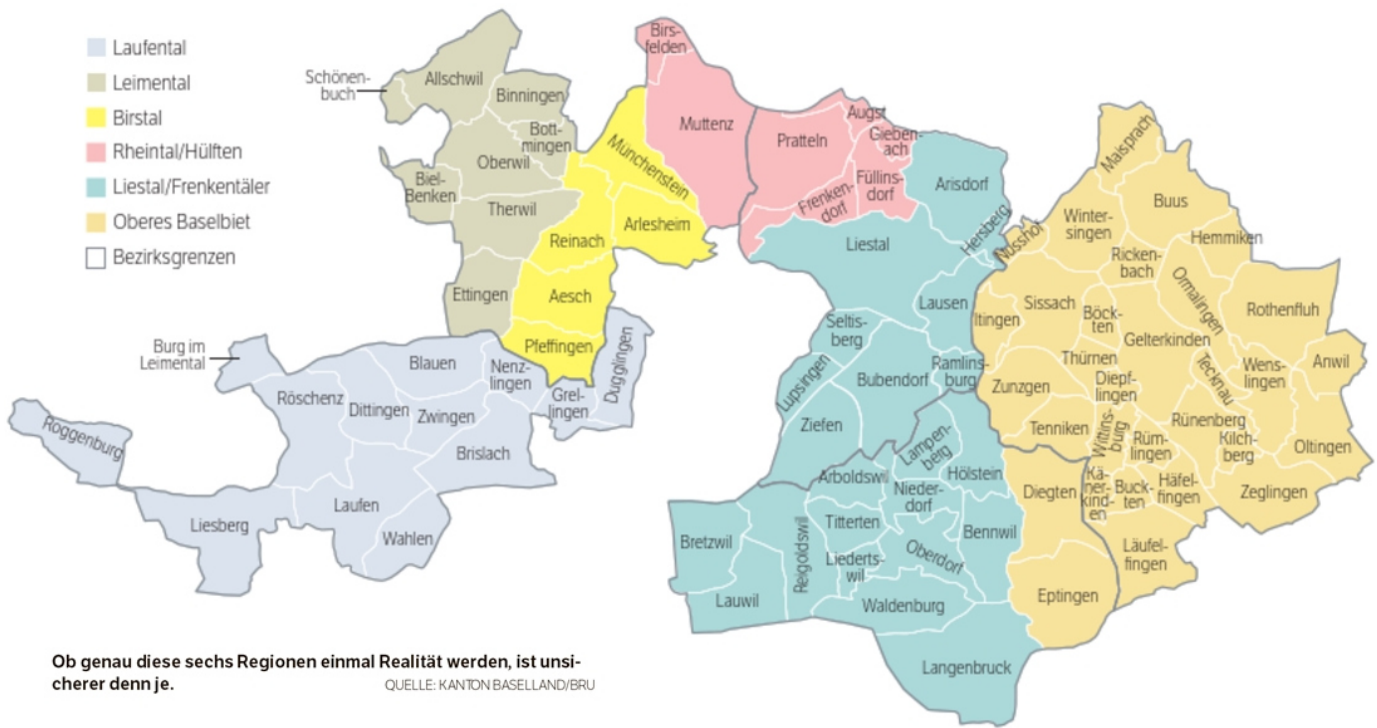 Laufental
Leimental
Birstal
Rheintal/Hülften
Liestal/Frenkentäler
Oberes Baselbiet
Bezirksgrenzen
Schönen-
buch
Allschwil
Binningen
Bott-
mingen
Oberwil
Biel-
Benken
Therwil
Ettingen
Münchenstein
Arlesheim
Reinach
Aesch
Pfeffingen
Birs-
felden
Muttenz
Pratteln
Augst
Gieben-
ach
Füllins-
dorf
Frenken-
dorf
Arisdorf
Hersberg
Liestal
Lausen
Seltis-
berg
Lupsingen
Bubendorf
Ramlins-
burg
Ziefen
Lampen-
berg
Hölstein
Arboldswil
Nieder-
dorf
Bennwil
Titterten
Oberdorf
Liederts-
wil
Reigoldswil
Bretzwil
Lauwil
Waldenburg
Langenbruck
Maisprach
Buus
Winter-
singen
Nusshof
Hemmiken
Ricken-
bach
Ormalingen
Rothenfluh
Sissach
Itingen
Böck-
ten
Gelterkinden
Thürnen
Tecknau
Wens-
lingen
Anwil
Zunzgen
Diepf-
lingen
Rünenberg
Tenniken
Wittins-
burg
Rüm-
lingen
Kilch-
berg
Oltingen
Diegten
Kä-
ner-
kind-
en
Buck-
ten
Häfel-
fingen
Zeglingen
Läufel-
fingen
Eptingen
Burg im
Leimental
Blauen
Nenz-
lingen
Duggingen
Röschenz
Dittingen
Zwingen
Grel-
lingen
Roggenburg
Brislach
Laufen
Liesberg
Wahlen
Ob genau diese sechs Regionen einmal Realität werden, ist unsi-
cherer denn je.
QUELLE: KANTON BASELLAND/BRU